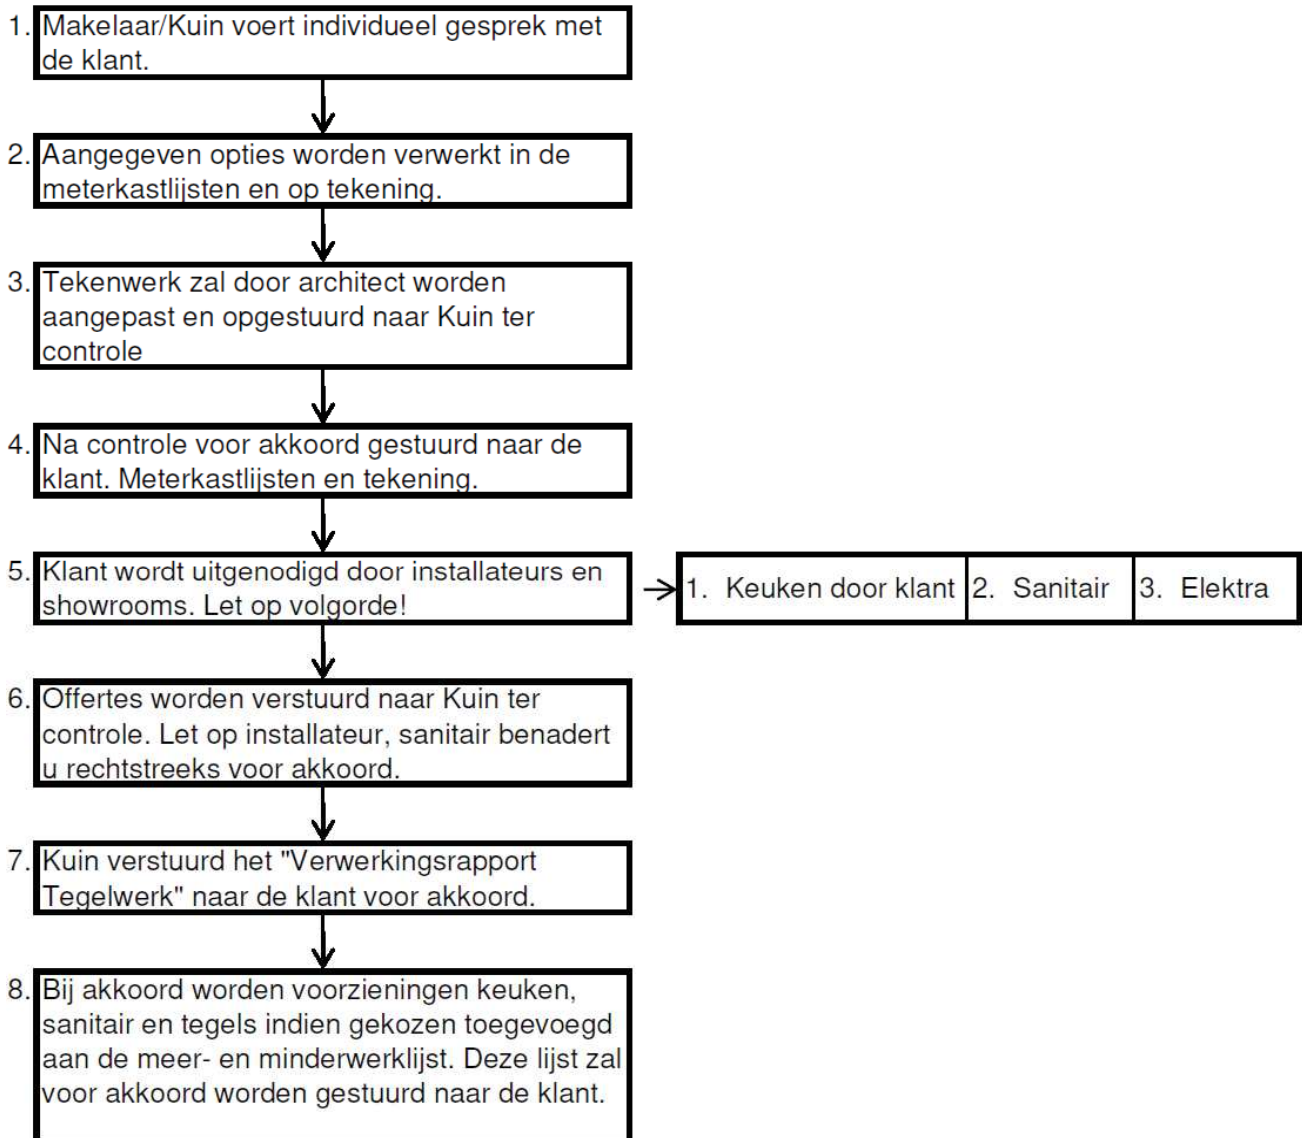 1. Makelaar/Kuin voert individueel gesprek met
de klant.
2. Aangegeven opties worden verwerkt in de
meterkastlijsten en op tekening.
3. Tekenwerk zal door architect worden
aangepast en opgestuurd naar Kuin ter
controle
4. Na controle voor akkoord gestuurd naar de
klant. Meterkastlijsten en tekening.
5. Klant wordt uitgenodigd door installateurs en
showrooms. Let op volgorde!
1. Keuken door klant 2. Sanitair 3. Elektra
6. Offertes worden verstuurd naar Kuin ter
controle. Let op installateur, sanitair benadert
u rechtstreeks voor akkoord.
7. Kuin verstuurd het "Verwerkingsrapport
Tegelwerk" naar de klant voor akkoord.
8. Bij akkoord worden voorzieningen keuken,
sanitair en tegels indien gekozen toegevoegd
aan de meer- en minderwerklijst. Deze lijst zal
voor akkoord worden gestuurd naar de klant.